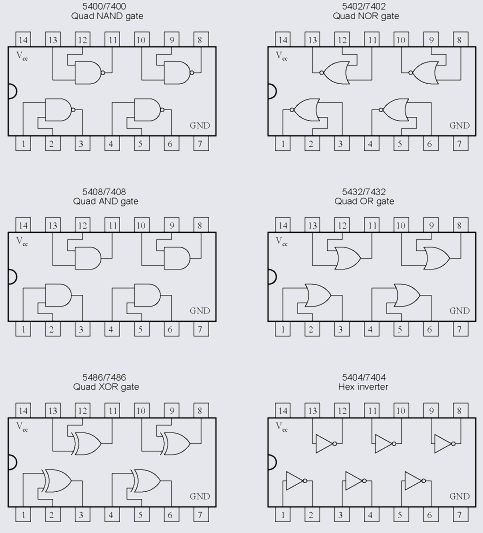 5400/7400
Quad NAND gate
14 13 12 11 10 9 8
Vcc
GND
1 2 3 4 5 6 7
5402/7402
Quad NOR gate
14 13 12 11 10 9 8
Vcc
GND
1 2 3 4 5 6 7
5408/7408
Quad AND gate
14 13 12 11 10 9 8
Vcc
GND
1 2 3 4 5 6 7
5432/7432
Quad OR gate
14 13 12 11 10 9 8
Vcc
GND
1 2 3 4 5 6 7
5486/7486
Quad XOR gate
14 13 12 11 10 9 8
Vcc
GND
1 2 3 4 5 6 7
5404/7404
Hex inverter
14 13 12 11 10 9 8
Vcc
GND
1 2 3 4 5 6 7